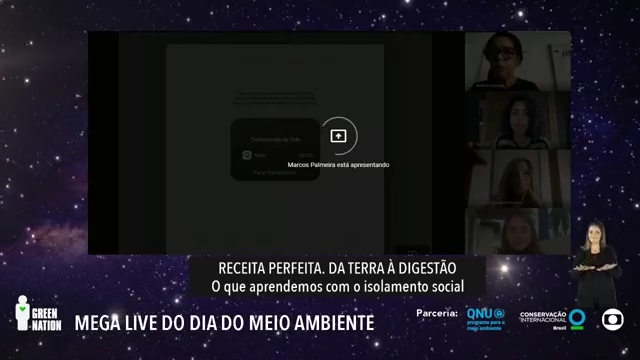 Marcos Palmeira está apresentando
RECEITA PERFEITA. DA TERRA À DIGESTÃO
O que aprendemos com o isolamento social
GREEN
NATION
MEGA LIVE DO DIA DO MEIO AMBIENTE
Parceria:
ONU
programa para o
meio ambiente
CONSERVAÇÃO
INTERNACIONAL
Brasil